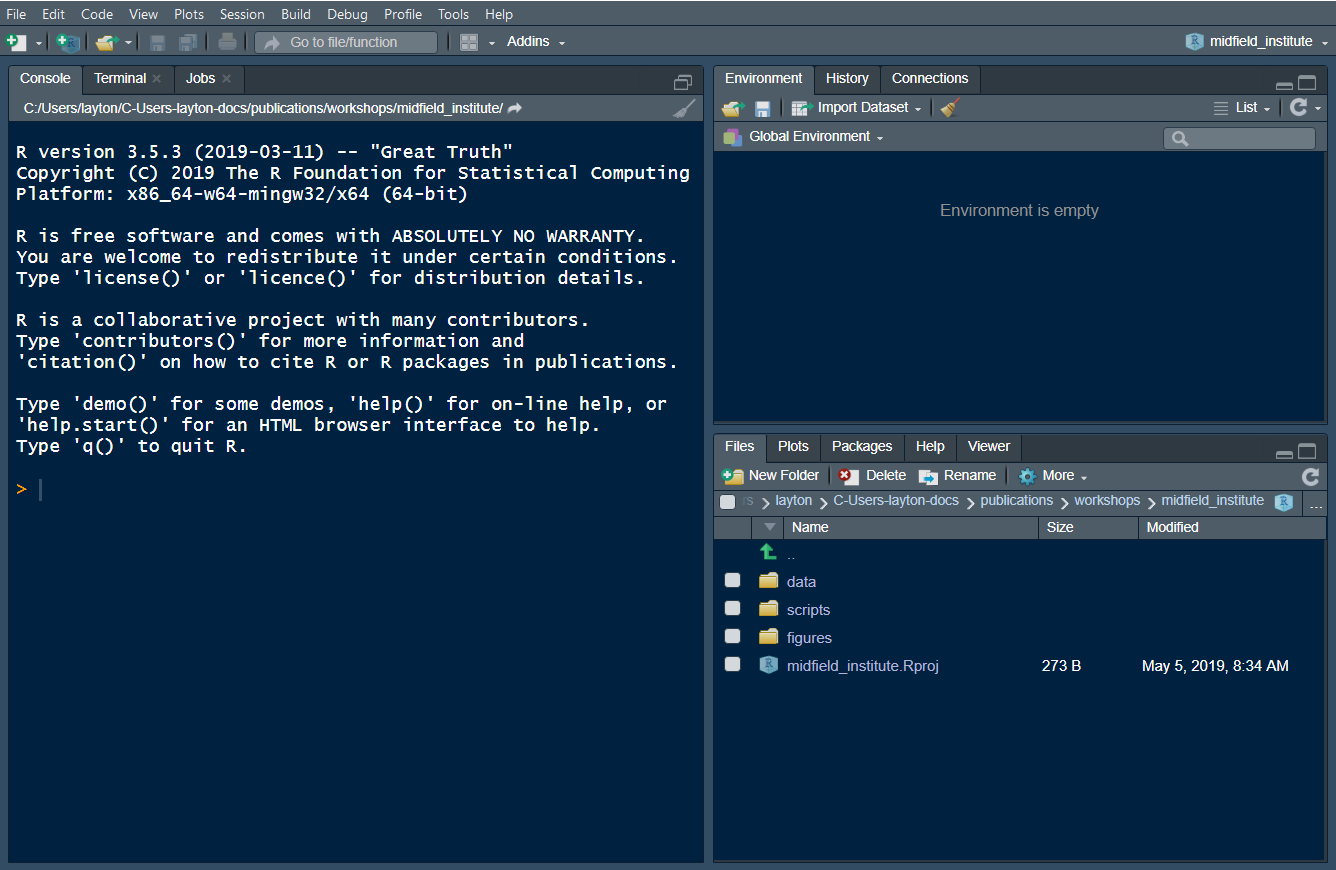 File Edit Code View Plots Session Build Debug Profile Tools Help
Go to file/function Addins midfield_institute
Console Terminal Jobs
C:/Users/layton/C-Users-layton-docs/publications/workshops/midfield_institute/
R version 3.5.3 (2019-03-11) -- "Great Truth"
Copyright (C) 2019 The R Foundation for Statistical Computing
Platform: x86_64-w64-mingw32/x64 (64-bit)
R is free software and comes with ABSOLUTELY NO WARRANTY.
You are welcome to redistribute it under certain conditions.
Type 'license()' or 'licence()' for distribution details.
R is a collaborative project with many contributors.
Type 'contributors()' for more information and
'citation()' on how to cite R or R packages in publications.
Type 'demo()' for some demos, 'help()' for on-line help, or
'help.start()' for an HTML browser interface to help.
Type 'q()' to quit R.
>
Environment History Connections
Import Dataset List
Global Environment
Environment is empty
Files Plots Packages Help Viewer
New Folder Delete Rename More
rs > layton > C-Users-layton-docs > publications > workshops > midfield_institute ...
Name Size Modified
..
data
scripts
figures
midfield_institute.Rproj 273 B May 5, 2019, 8:34 AM